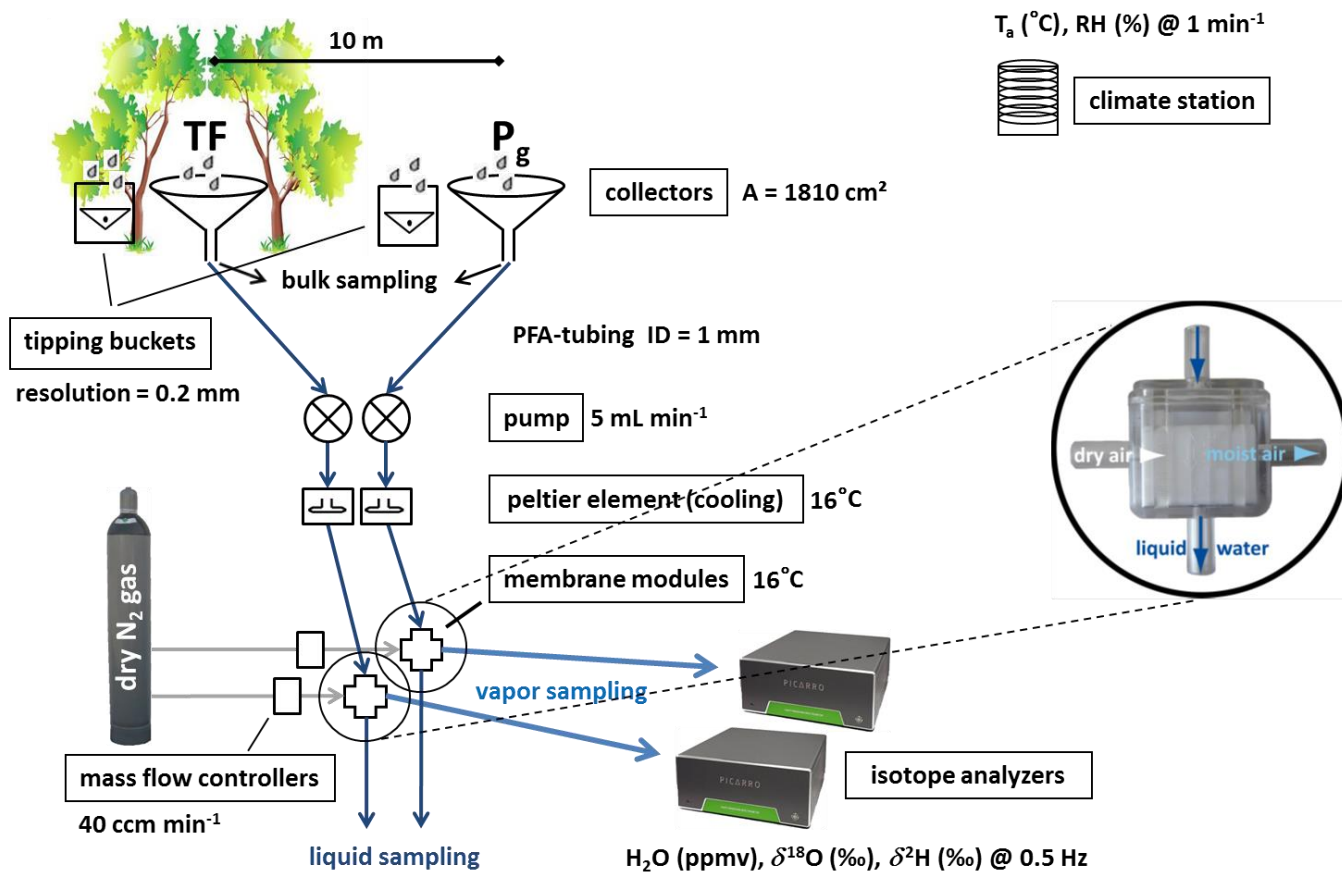 10 m
Tₐ (°C), RH (%) @ 1 min⁻¹
climate station
TF
P_g
collectors A = 1810 cm²
bulk sampling
tipping buckets
resolution = 0.2 mm
PFA-tubing ID = 1 mm
pump 5 mL min⁻¹
peltier element (cooling) 16°C
membrane modules 16°C
dry air
moist air
liquid water
dry N₂ gas
vapor sampling
PICARRO
PICARRO
mass flow controllers
40 ccm min⁻¹
isotope analyzers
liquid sampling
H₂O (ppmv), δ¹⁸O (‰), δ²H (‰) @ 0.5 Hz